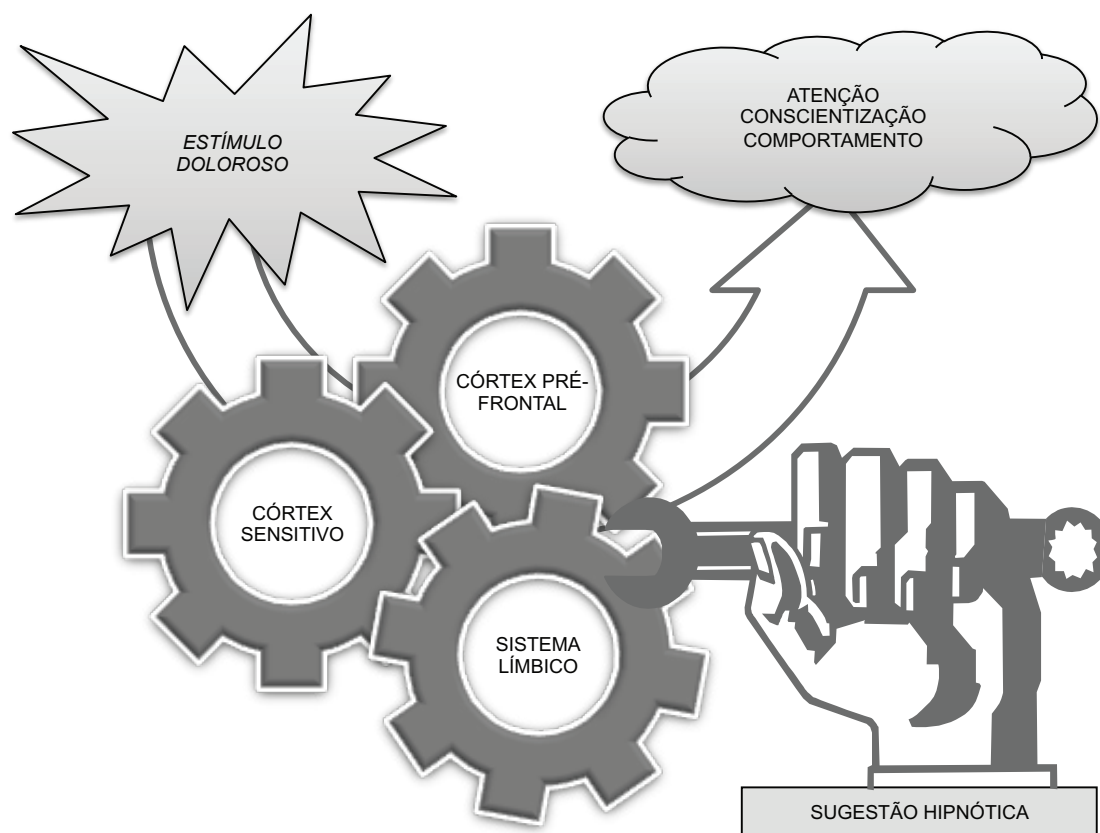 ESTÍMULO
DOLOROSO
ATENÇÃO
CONSCIENTIZAÇÃO
COMPORTAMENTO
CÓRTEX PRÉ-
FRONTAL
CÓRTEX
SENSITIVO
SISTEMA
LÍMBICO
SUGESTÃO HIPNÓTICA